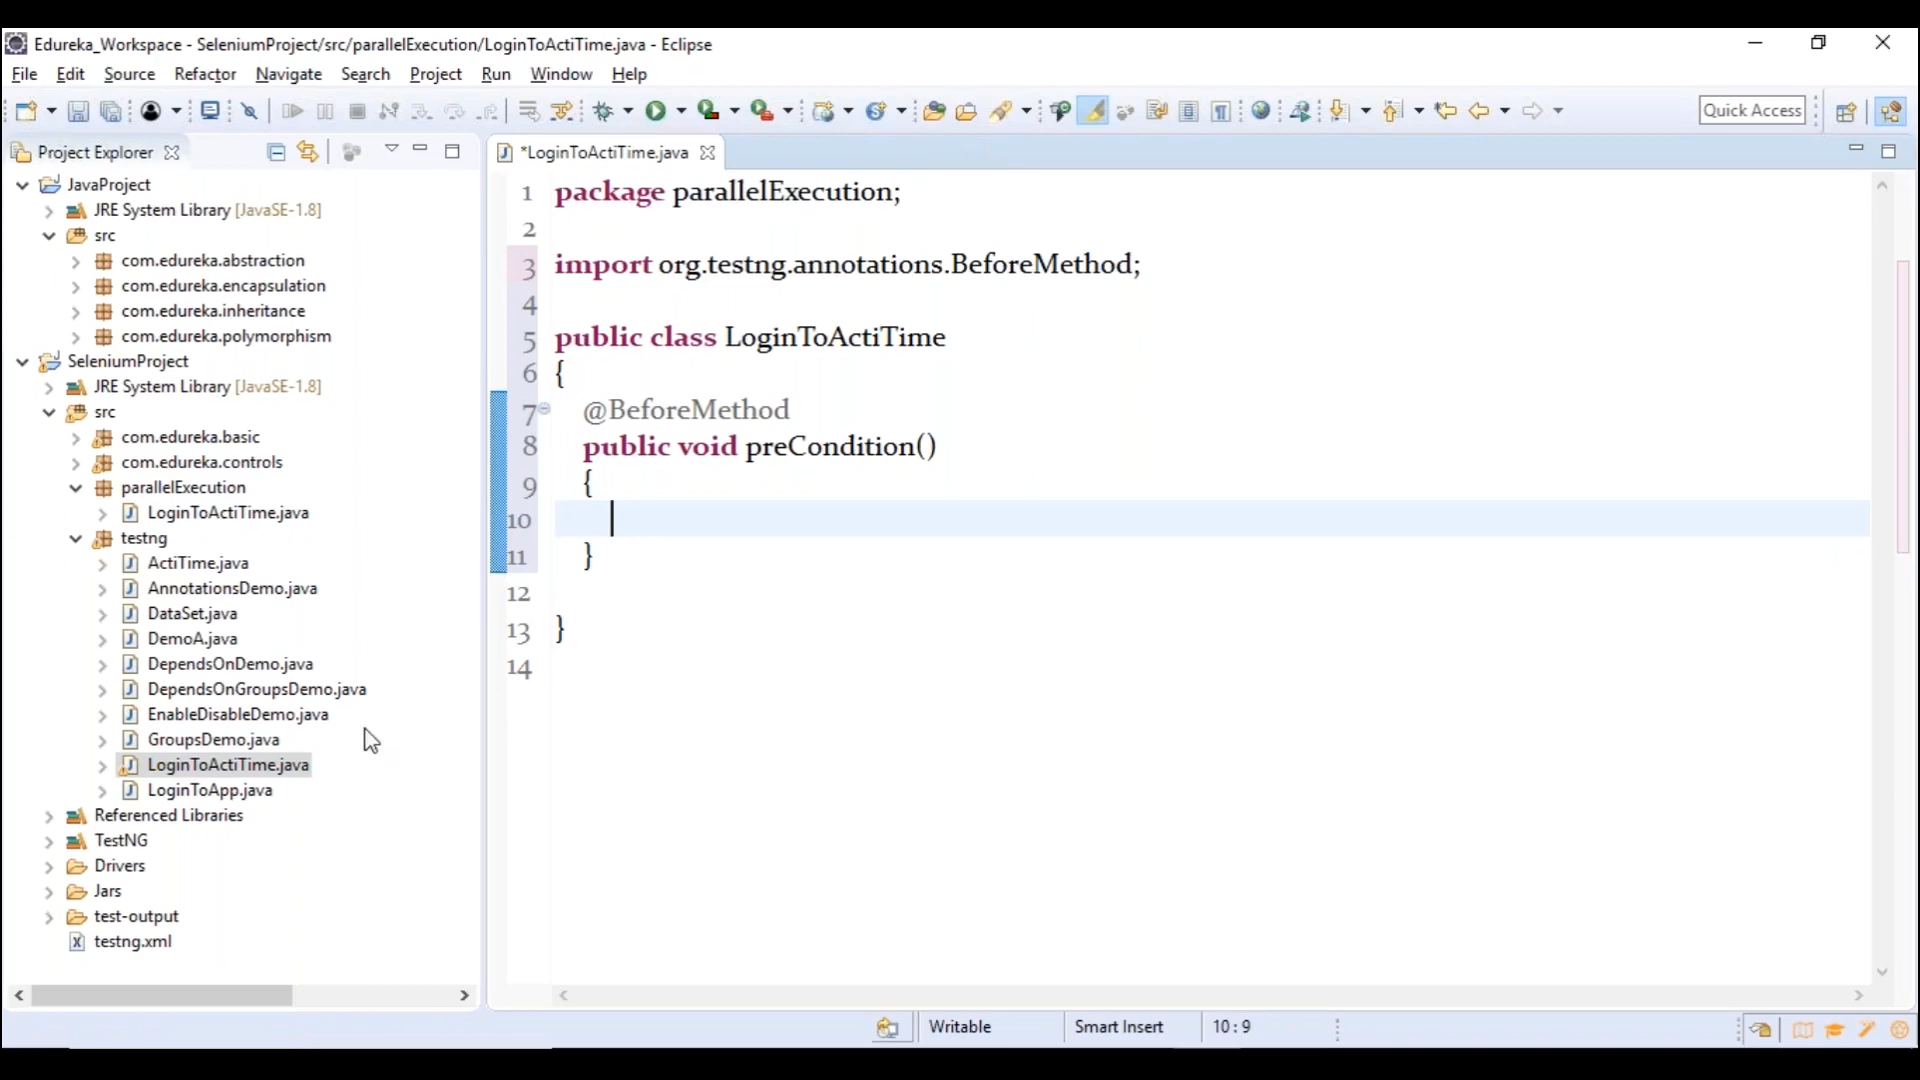 Edureka_Workspace - SeleniumProject/src/parallelExecution/LoginToActiTime.java - Eclipse
File Edit Source Refactor Navigate Search Project Run Window Help
Quick Access
Project Explorer
*LoginToActiTime.java
JavaProject
JRE System Library [JavaSE-1.8]
src
com.edureka.abstraction
com.edureka.encapsulation
com.edureka.inheritance
com.edureka.polymorphism
SeleniumProject
JRE System Library [JavaSE-1.8]
src
com.edureka.basic
com.edureka.controls
parallelExecution
LoginToActiTime.java
testng
ActiTime.java
AnnotationsDemo.java
DataSet.java
DemoA.java
DependsOnDemo.java
DependsOnGroupsDemo.java
EnableDisableDemo.java
GroupsDemo.java
LoginToActiTime.java
LoginToApp.java
Referenced Libraries
TestNG
Drivers
Jars
test-output
testng.xml
1 package parallelExecution;
2
3 import org.testng.annotations.BeforeMethod;
4
5 public class LoginToActiTime
6 {
7 @BeforeMethod
8 public void preCondition()
9 {
10
11 }
12
13 }
14
Writable Smart Insert 10 : 9